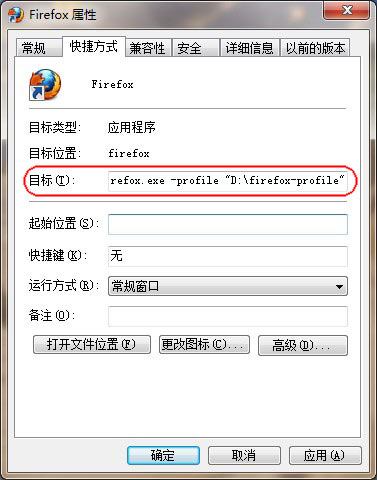 Firefox 属性
常规 快捷方式 兼容性 安全 详细信息 以前的版本
Firefox
目标类型: 应用程序
目标位置: firefox
目标(T): refox.exe -profile "D:\firefox-profile"
起始位置(S):
快捷键(K): 无
运行方式(R): 常规窗口
备注(O):
打开文件位置(F) 更改图标(C)... 高级(D)...
确定 取消 应用(A)